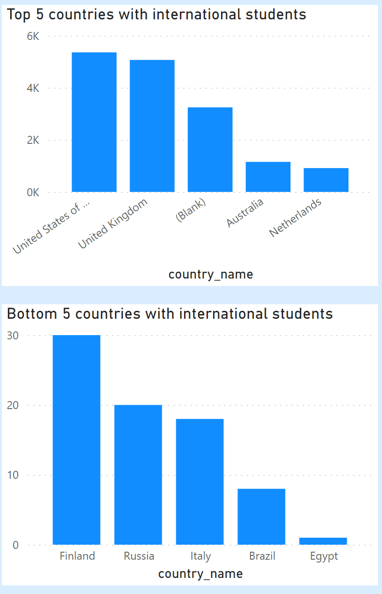 Top 5 countries with international students
6K
4K
2K
0K
United States of ...
United Kingdom
(Blank)
Australia
Netherlands
country_name
Bottom 5 countries with international students
30
20
10
0
Finland Russia Italy Brazil Egypt
country_name